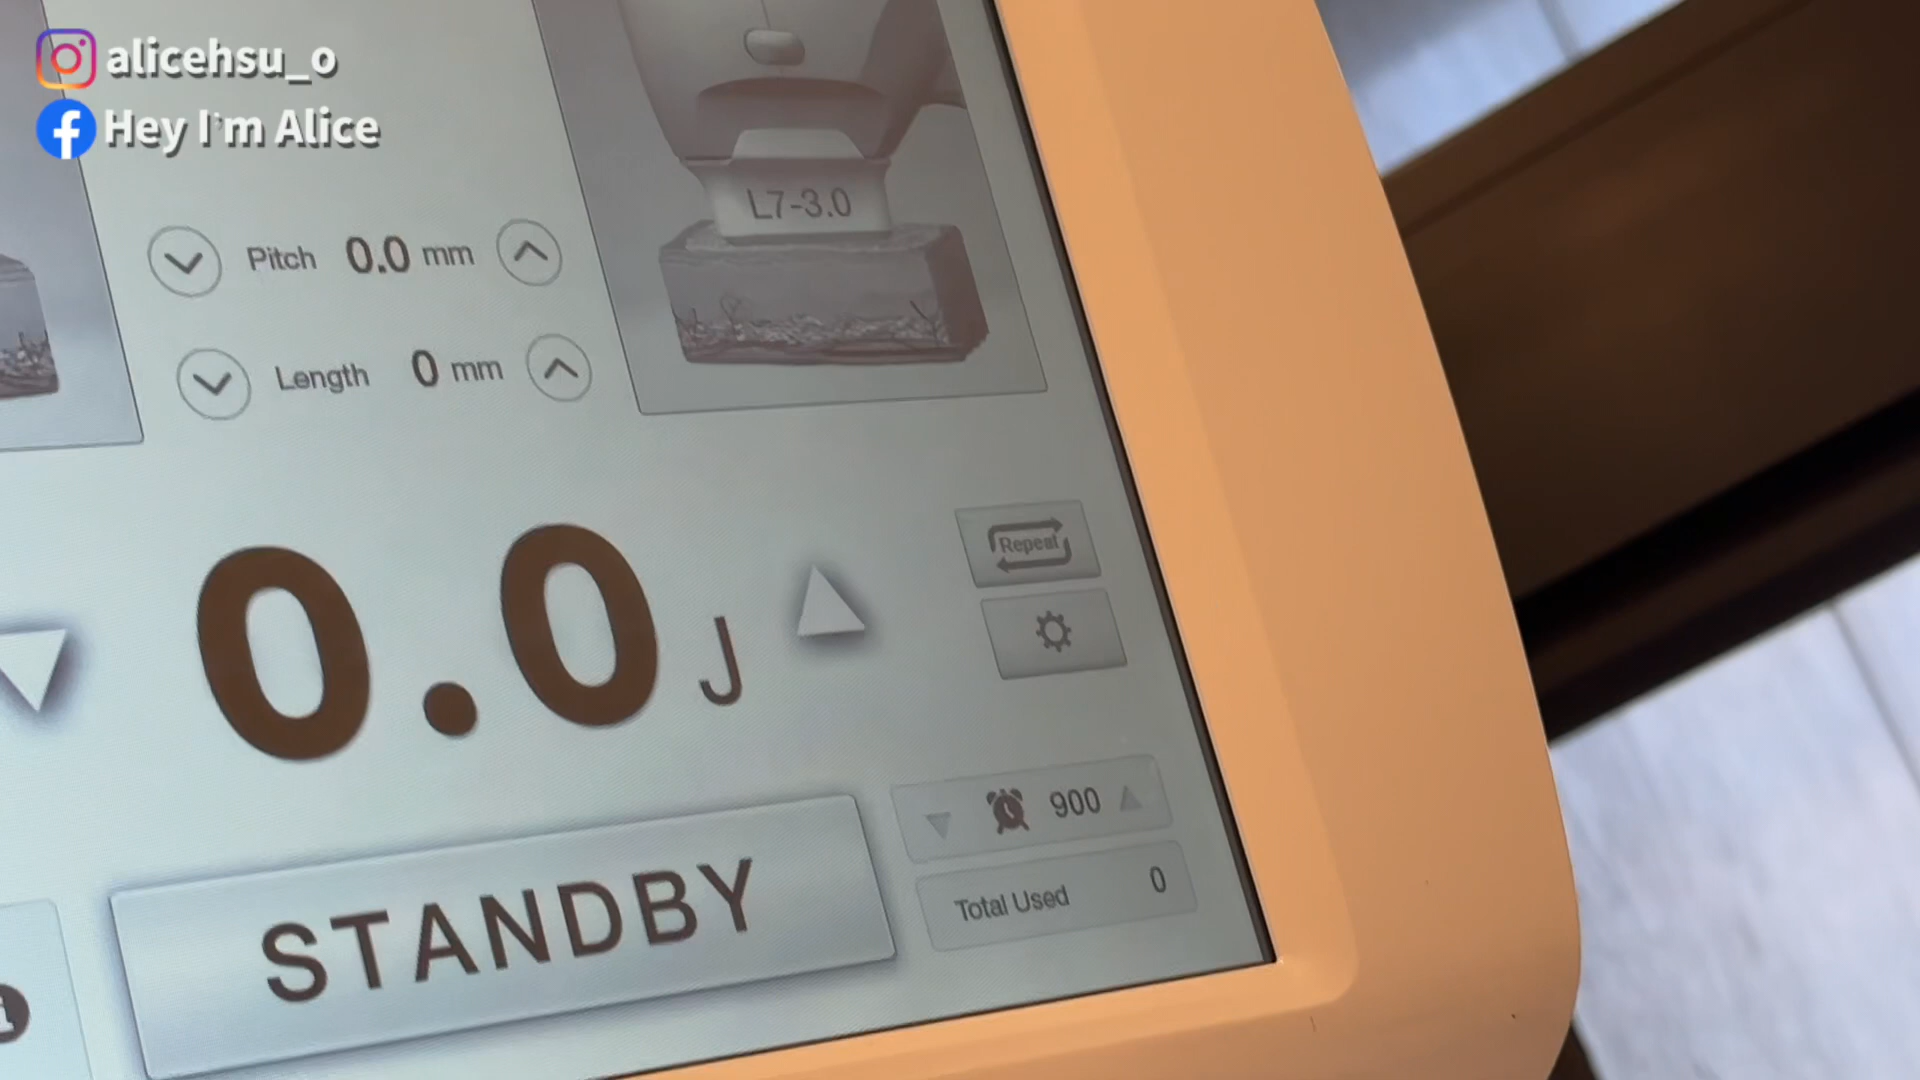 alicehsu_o
Hey I'm Alice
L7-3.0
Pitch 0.0 mm
Length 0 mm
0.0 J
Repeat
900
Total Used 0
STANDBY